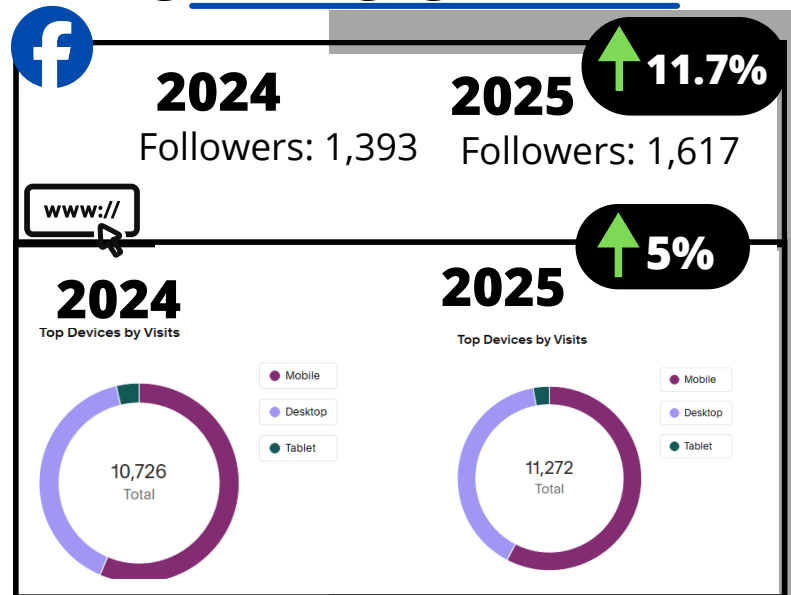 11.7%
2024
2025
Followers: 1,393
Followers: 1,617
www://
5%
2024
2025
Top Devices by Visits
Top Devices by Visits
Mobile
Desktop
Tablet
10,726
Total
Mobile
Desktop
Tablet
11,272
Total